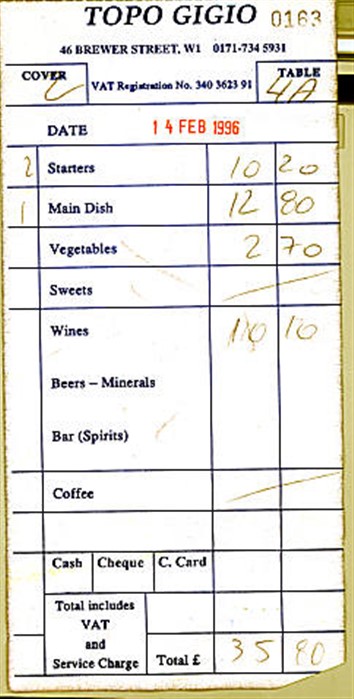 TOPO GIGIO 0163
46 BREWER STREET, W1 0171-734 5931
COVER 2
VAT Registration No. 340 3623 91
TABLE 4A
DATE 14 FEB 1996
2 Starters 10 20
1 Main Dish 12 80
Vegetables 2 70
Sweets
Wines 10 10
Beers – Minerals
Bar (Spirits)
Coffee
Cash Cheque C. Card
Total includes
VAT
and
Service Charge Total £ 35 80